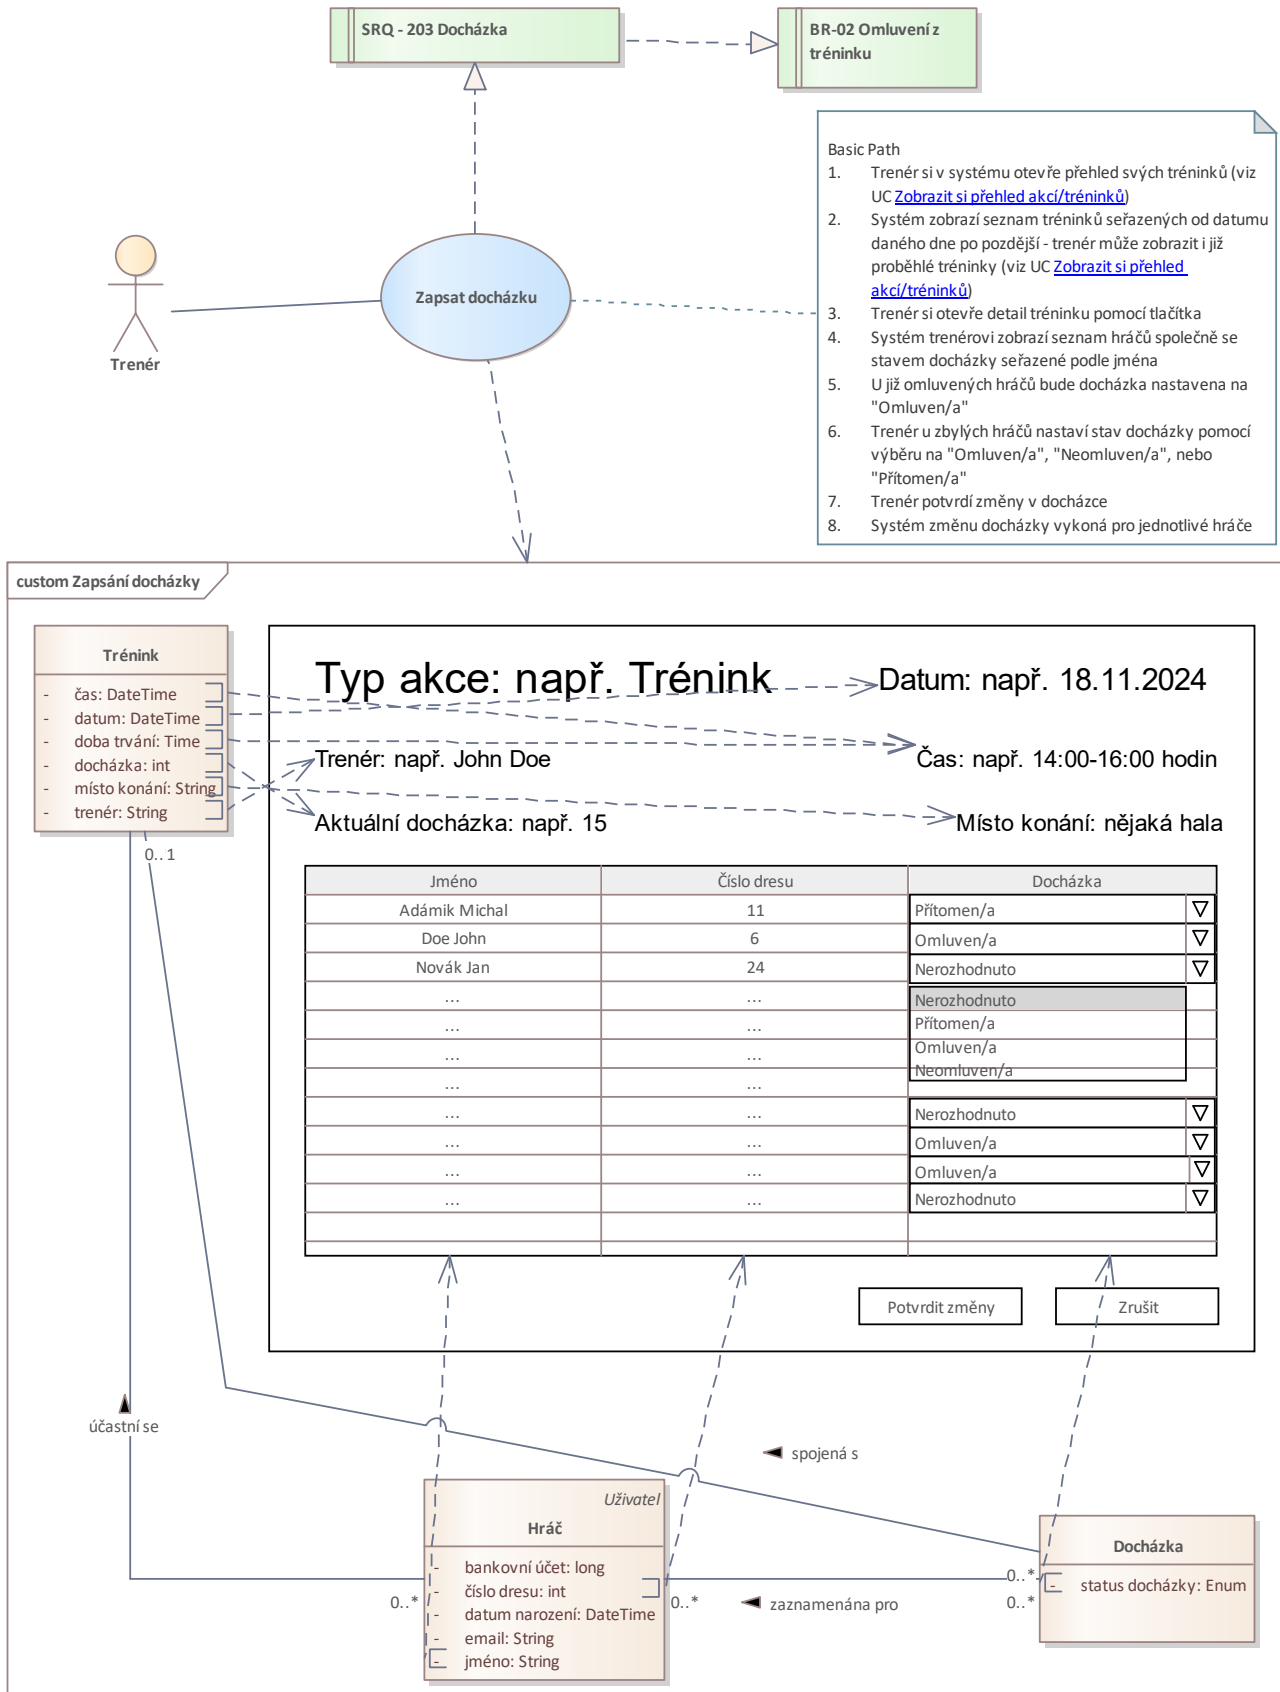 SRQ - 203 Docházka
BR-02 Omluvení z
tréninku
Basic Path
1. Trenér si v systému otevře přehled svých tréninků (viz
UC Zobrazit si přehled akcí/tréninků)
2. Systém zobrazí seznam tréninků seřazených od datumu
daného dne po pozdější - trenér může zobrazit i již
proběhlé tréninky (viz UC Zobrazit si přehled
akcí/tréninků)
3. Trenér si otevře detail tréninku pomocí tlačítka
4. Systém trenérovi zobrazí seznam hráčů společně se
stavem docházky seřazené podle jména
5. U již omluvených hráčů bude docházka nastavena na
"Omluven/a"
6. Trenér u zbylých hráčů nastaví stav docházky pomocí
výběru na "Omluven/a", "Neomluven/a", nebo
"Přítomen/a"
7. Trenér potvrdí změny v docházce
8. Systém změnu docházky vykoná pro jednotlivé hráče
Zapsat docházku
Trenér
custom Zapsání docházky
Trénink
- čas: DateTime
- datum: DateTime
- doba trvání: Time
- docházka: int
- místo konání: String
- trenér: String
0..1
Typ akce: např. Trénink
Datum: např. 18.11.2024
Trenér: např. John Doe
Čas: např. 14:00-16:00 hodin
Aktuální docházka: např. 15
Místo konání: nějaká hala
Jméno Číslo dresu Docházka
Adámik Michal 11 Přítomen/a
Doe John 6 Omluven/a
Novák Jan 24 Nerozhodnuto
... ... Nerozhodnuto
... ... Přítomen/a
... ... Omluven/a
... ... Neomluven/a
... ... Nerozhodnuto
... ... Omluven/a
... ... Omluven/a
... ... Nerozhodnuto
Potvrdit změny
Zrušit
účastní se
spojená s
Uživatel
Hráč
- bankovní účet: long
- číslo dresu: int
- datum narození: DateTime
- email: String
- jméno: String
0..*
0..*
zaznamenána pro
0..*
0..*
Docházka
- status docházky: Enum